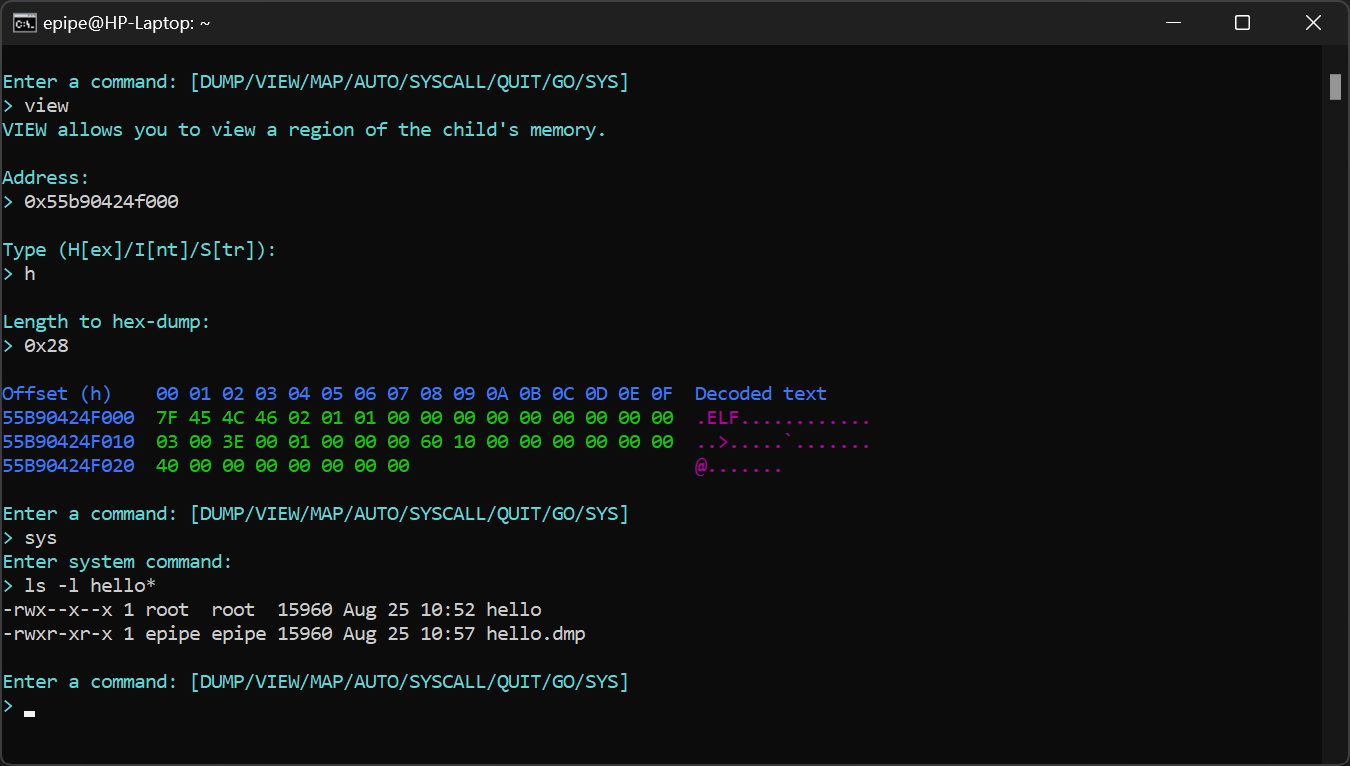 epipe@HP-Laptop: ~
Enter a command: [DUMP/VIEW/MAP/AUTO/SYSCALL/QUIT/GO/SYS]
> view
VIEW allows you to view a region of the child's memory.
Address:
> 0x55b90424f000
Type (H[ex]/I[nt]/S[tr]):
> h
Length to hex-dump:
> 0x28
Offset (h)    00 01 02 03 04 05 06 07 08 09 0A 0B 0C 0D 0E 0F  Decoded text
55B90424F000  7F 45 4C 46 02 01 01 00 00 00 00 00 00 00 00 00  .ELF............
55B90424F010  03 00 3E 00 01 00 00 00 60 10 00 00 00 00 00 00  ..>.....`.......
55B90424F020  40 00 00 00 00 00 00 00                          @.......
Enter a command: [DUMP/VIEW/MAP/AUTO/SYSCALL/QUIT/GO/SYS]
> sys
Enter system command:
> ls -l hello*
-rwx--x--x 1 root  root  15960 Aug 25 10:52 hello
-rwxr-xr-x 1 epipe epipe 15960 Aug 25 10:57 hello.dmp
Enter a command: [DUMP/VIEW/MAP/AUTO/SYSCALL/QUIT/GO/SYS]
>